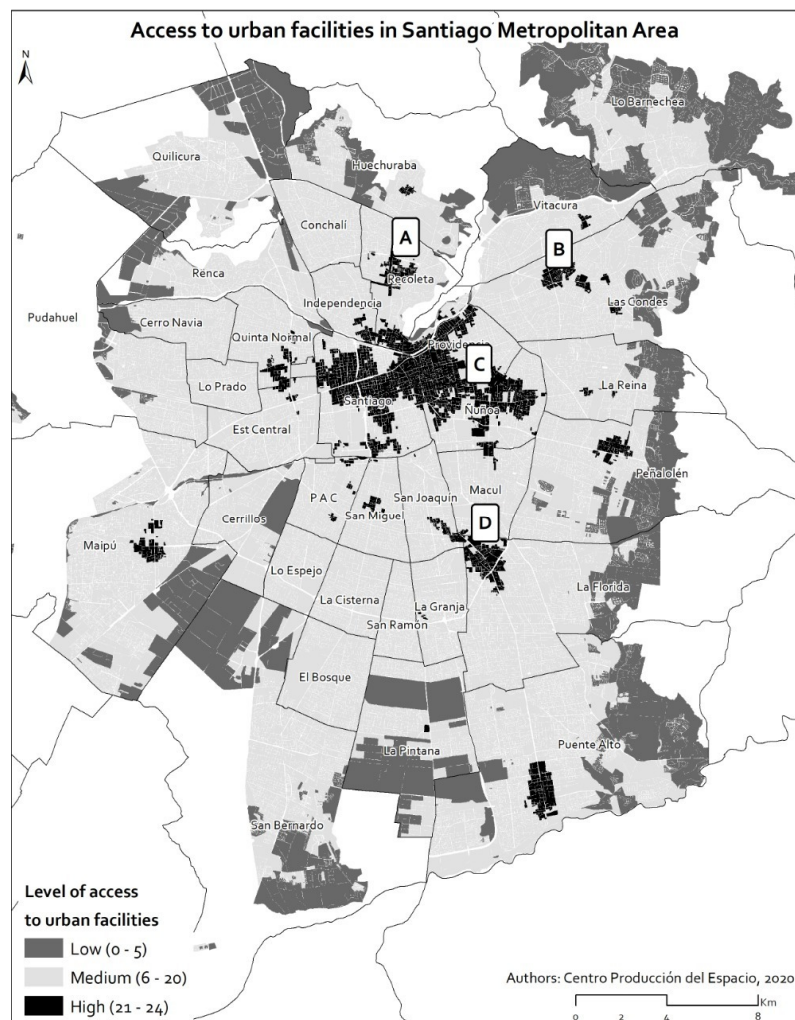 Access to urban facilities in Santiago Metropolitan Area
N
Lo Barnechea
Quilicura
Huechuraba
Vitacura
Conchalí
A
B
Renca
Recoleta
Las Condes
Independencia
Pudahuel
Cerro Navia
Quinta Normal
Providencia
C
Lo Prado
La Reina
Santiago
Ñuñoa
Est Central
Peñalolén
P A C
San Joaquín
Macul
San Miguel
Cerrillos
D
Maipú
Lo Espejo
La Florida
La Cisterna
La Granja
San Ramón
El Bosque
La Pintana
Puente Alto
San Bernardo
Level of access
to urban facilities
Low (0 - 5)
Medium (6 - 20)
High (21 - 24)
Authors: Centro Producción del Espacio, 2020
0 2 4 8
Km